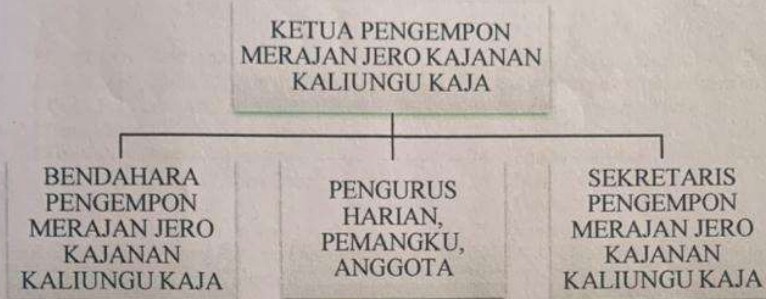 KETUA PENGEMPON
MERAJAN JERO KAJANAN
KALIUNGU KAJA
BENDAHARA
PENGEMPON
MERAJAN JERO
KAJANAN
KALIUNGU KAJA
PENGURUS
HARIAN,
PEMANGKU,
ANGGOTA
SEKRETARIS
PENGEMPON
MERAJAN JERO
KAJANAN
KALIUNGU KAJA